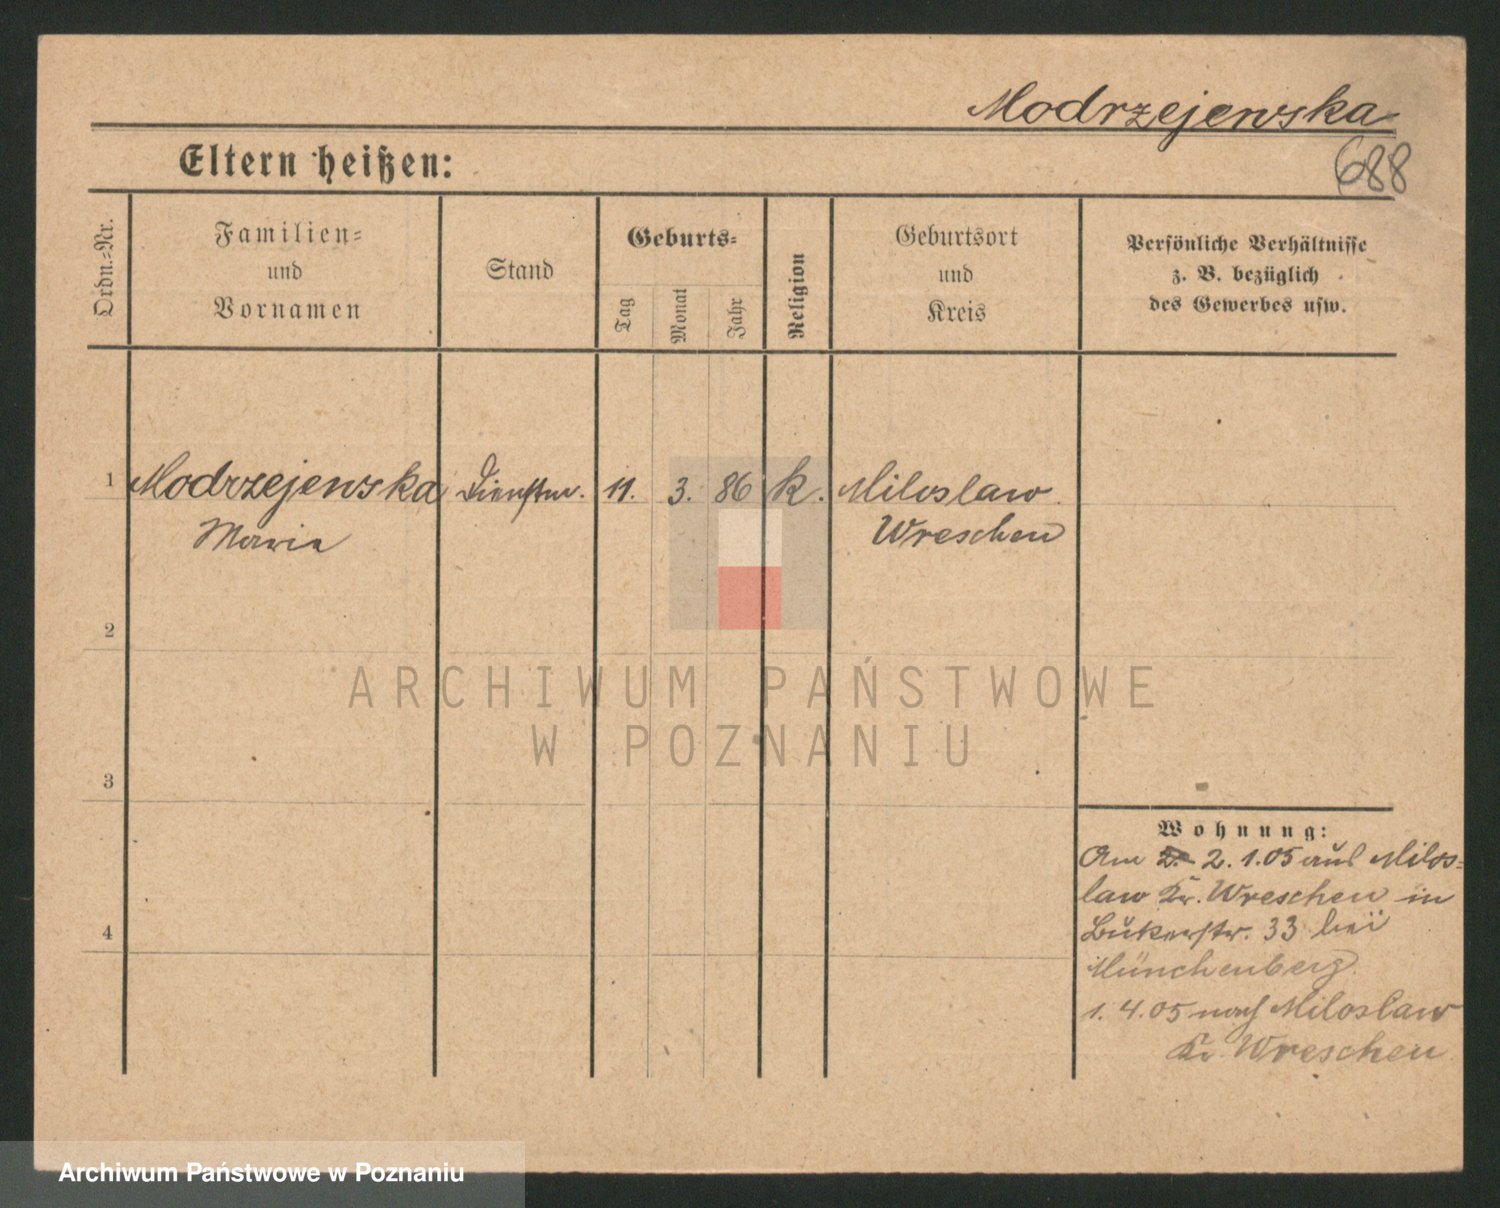 Modrzejewska
688
Eltern heißen:
Ordn.=Nr.
Familien=
und
Vornamen
Stand
Geburts=
Tag
Monat
Jahr
Religion
Geburtsort
und
Kreis
Persönliche Verhältnisse
z. B. bezüglich
des Gewerbes usw.
1 Modrzejewska Dienstm. 11. 3. 86 k. Miloslaw
Maria Wreschen
2
3
4
Wohnung:
Am 2. 1. 05 aus Milos=
law Kr. Wreschen in
Bukerstr. 33 bei
Münchenberg.
1. 4. 05 nach Miloslaw
Kr. Wreschen
ARCHIWUM PAŃSTWOWE
W POZNANIU
Archiwum Państwowe w Poznaniu